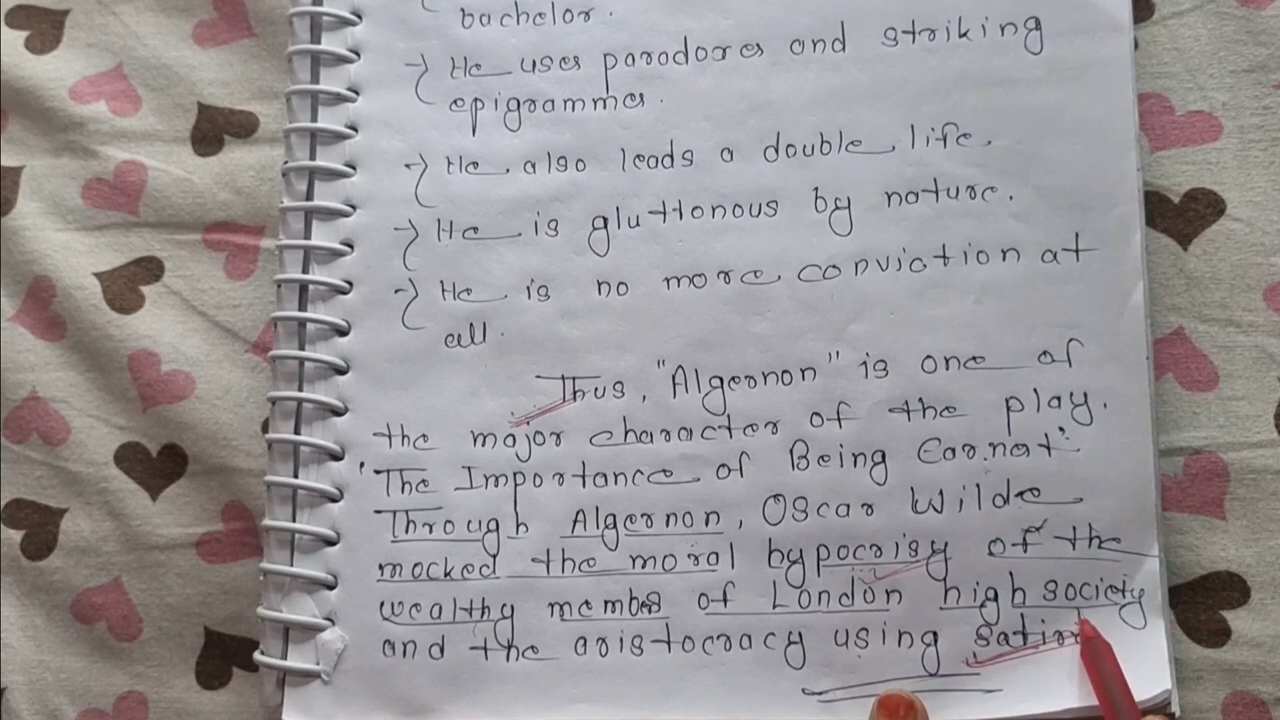 bachelor.
→ He uses paradoxes and striking
epigrammes.
→ He also leads a double life.
→ He is gluttonous by nature.
→ He is no more conviction at
all.
Thus, "Algernon" is one of
the major character of the play.
'The Importance of Being Earnest'.
Through Algernon, Oscar Wilde
mocked the moral hypocrisy of the
wealthy membes of London high society
and the aristocracy using